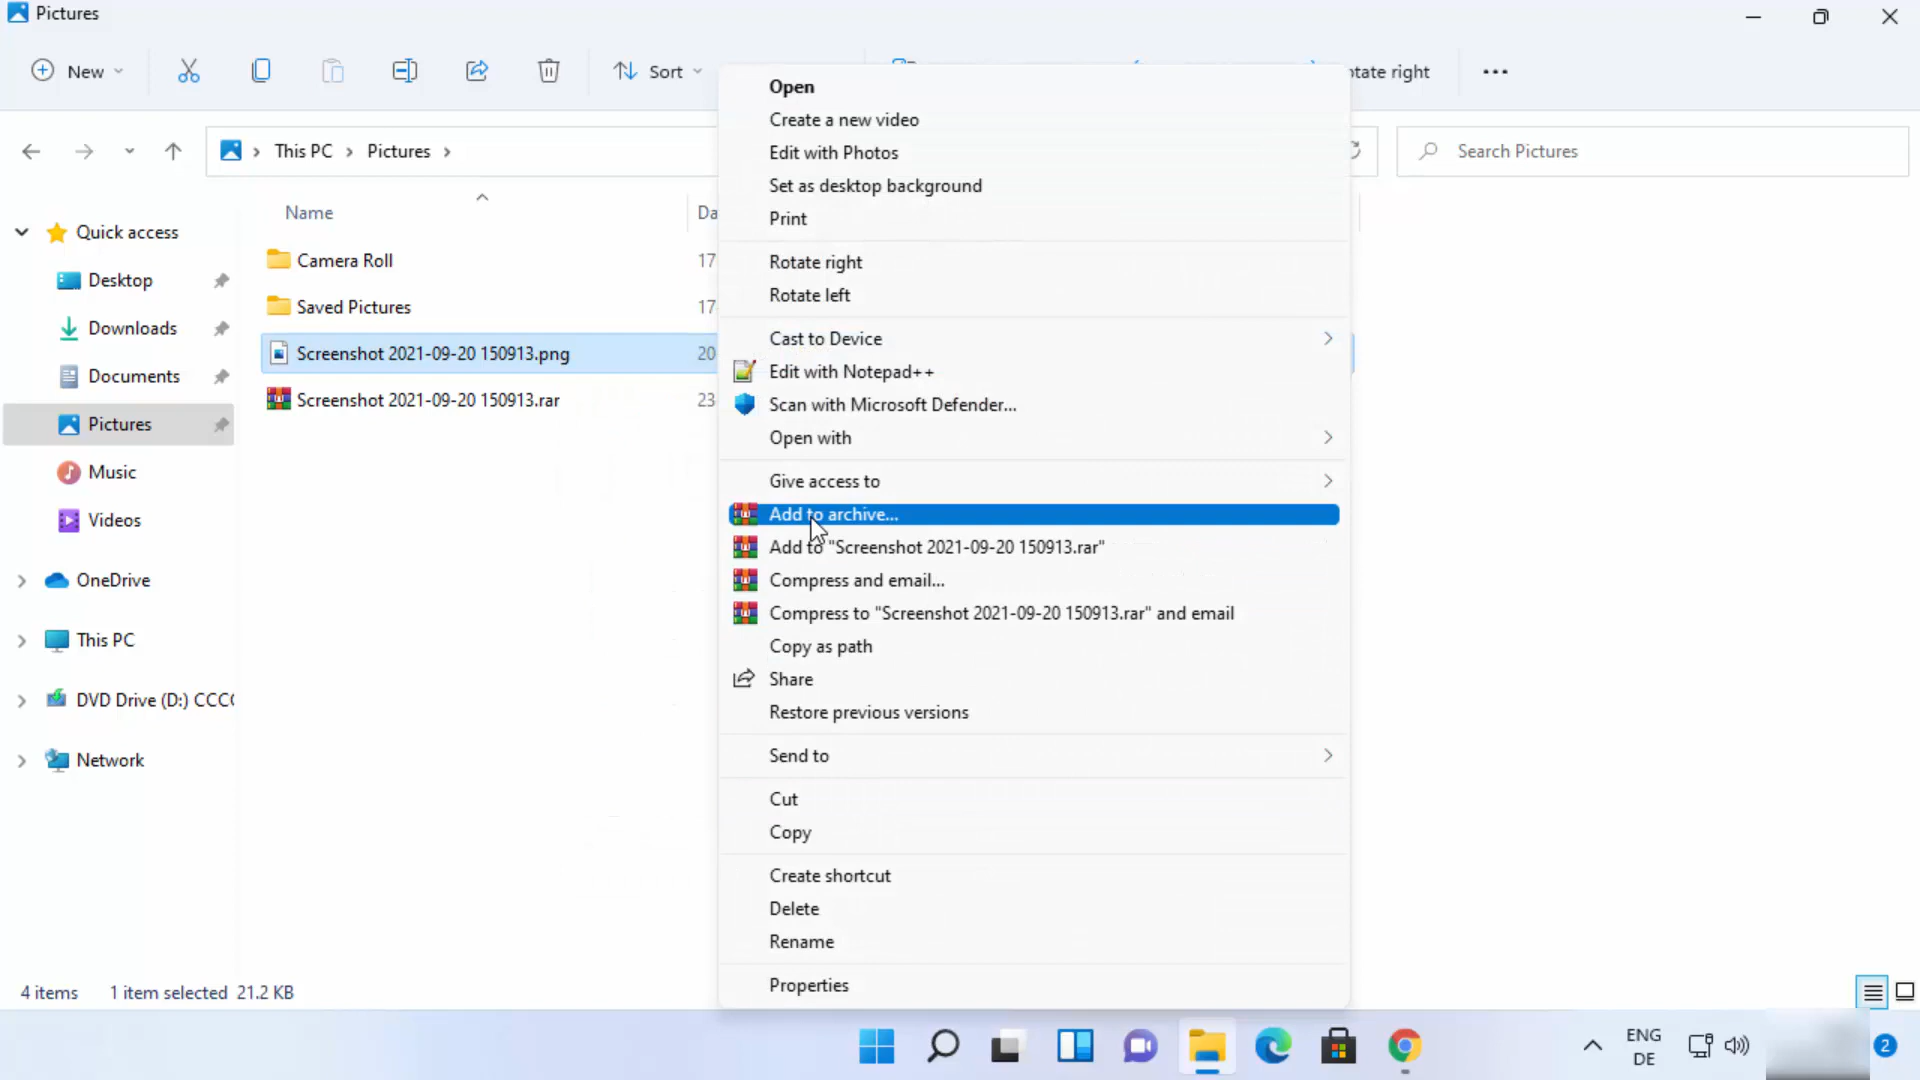 Pictures
New
Sort
otate right
This PC
Pictures
Search Pictures
Name
Da
Quick access
Desktop
Downloads
Documents
Pictures
Music
Videos
OneDrive
This PC
DVD Drive (D:) CCC
Network
Camera Roll
17
Saved Pictures
17
Screenshot 2021-09-20 150913.png
20
Screenshot 2021-09-20 150913.rar
23
Open
Create a new video
Edit with Photos
Set as desktop background
Print
Rotate right
Rotate left
Cast to Device
Edit with Notepad++
Scan with Microsoft Defender...
Open with
Give access to
Add to archive...
Add to "Screenshot 2021-09-20 150913.rar"
Compress and email...
Compress to "Screenshot 2021-09-20 150913.rar" and email
Copy as path
Share
Restore previous versions
Send to
Cut
Copy
Create shortcut
Delete
Rename
Properties
4 items
1 item selected 21.2 KB
ENG
DE
2